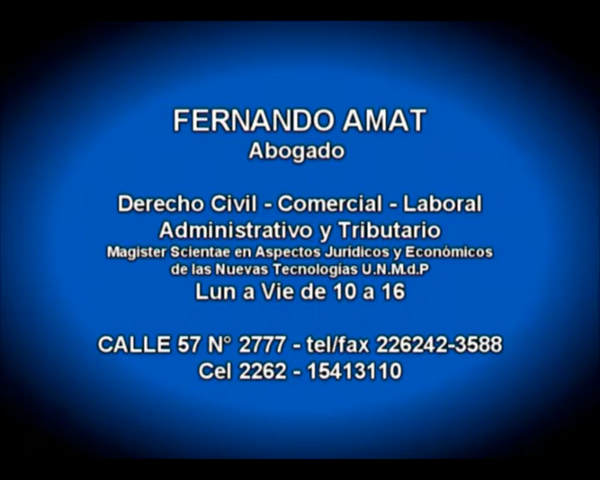 FERNANDO AMAT
Abogado
Derecho Civil - Comercial - Laboral
Administrativo y Tributario
Magister Scientae en Aspectos Jurídicos y Económicos
de las Nuevas Tecnologías U.N.M.d.P
Lun a Vie de 10 a 16
CALLE 57 N° 2777 - tel/fax 226242-3588
Cel 2262 - 15413110